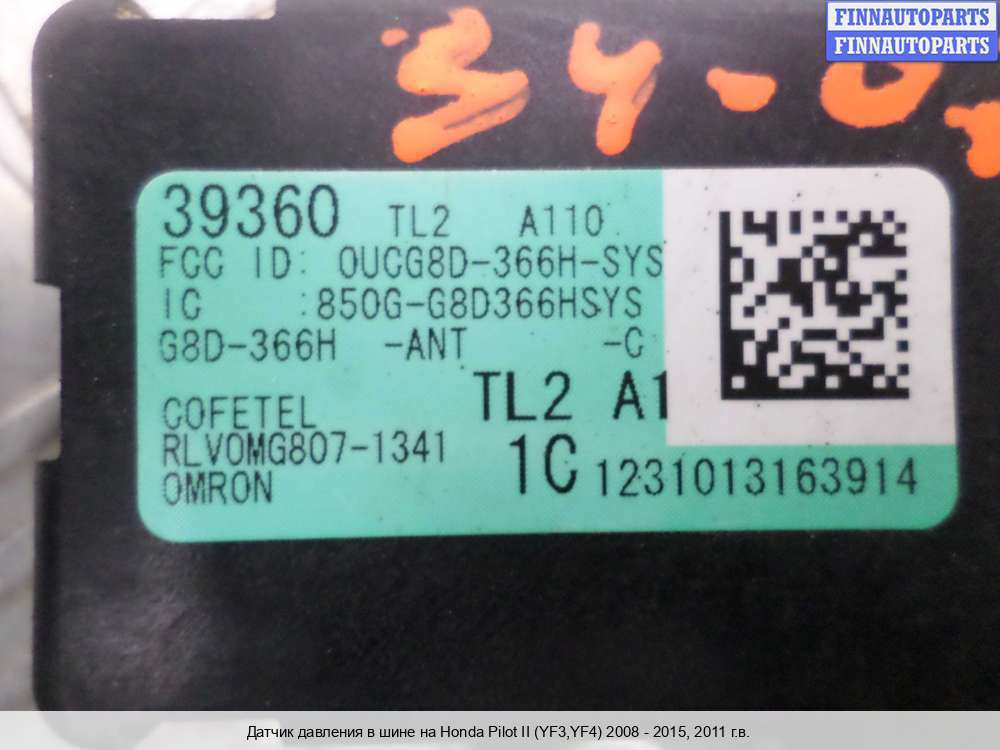 FINNAUTOPARTS
FINNAUTOPARTS
39360 TL2 A110
FCC ID: OUCG8D-366H-SYS
IC :850G-G8D366HSYS
G8D-366H -ANT -C
TL2 A1
COFETEL
RLVOMG807-1341
1C 1231013163914
OMRON
Датчик давления в шине на Honda Pilot II (YF3,YF4) 2008 - 2015, 2011 г.в.